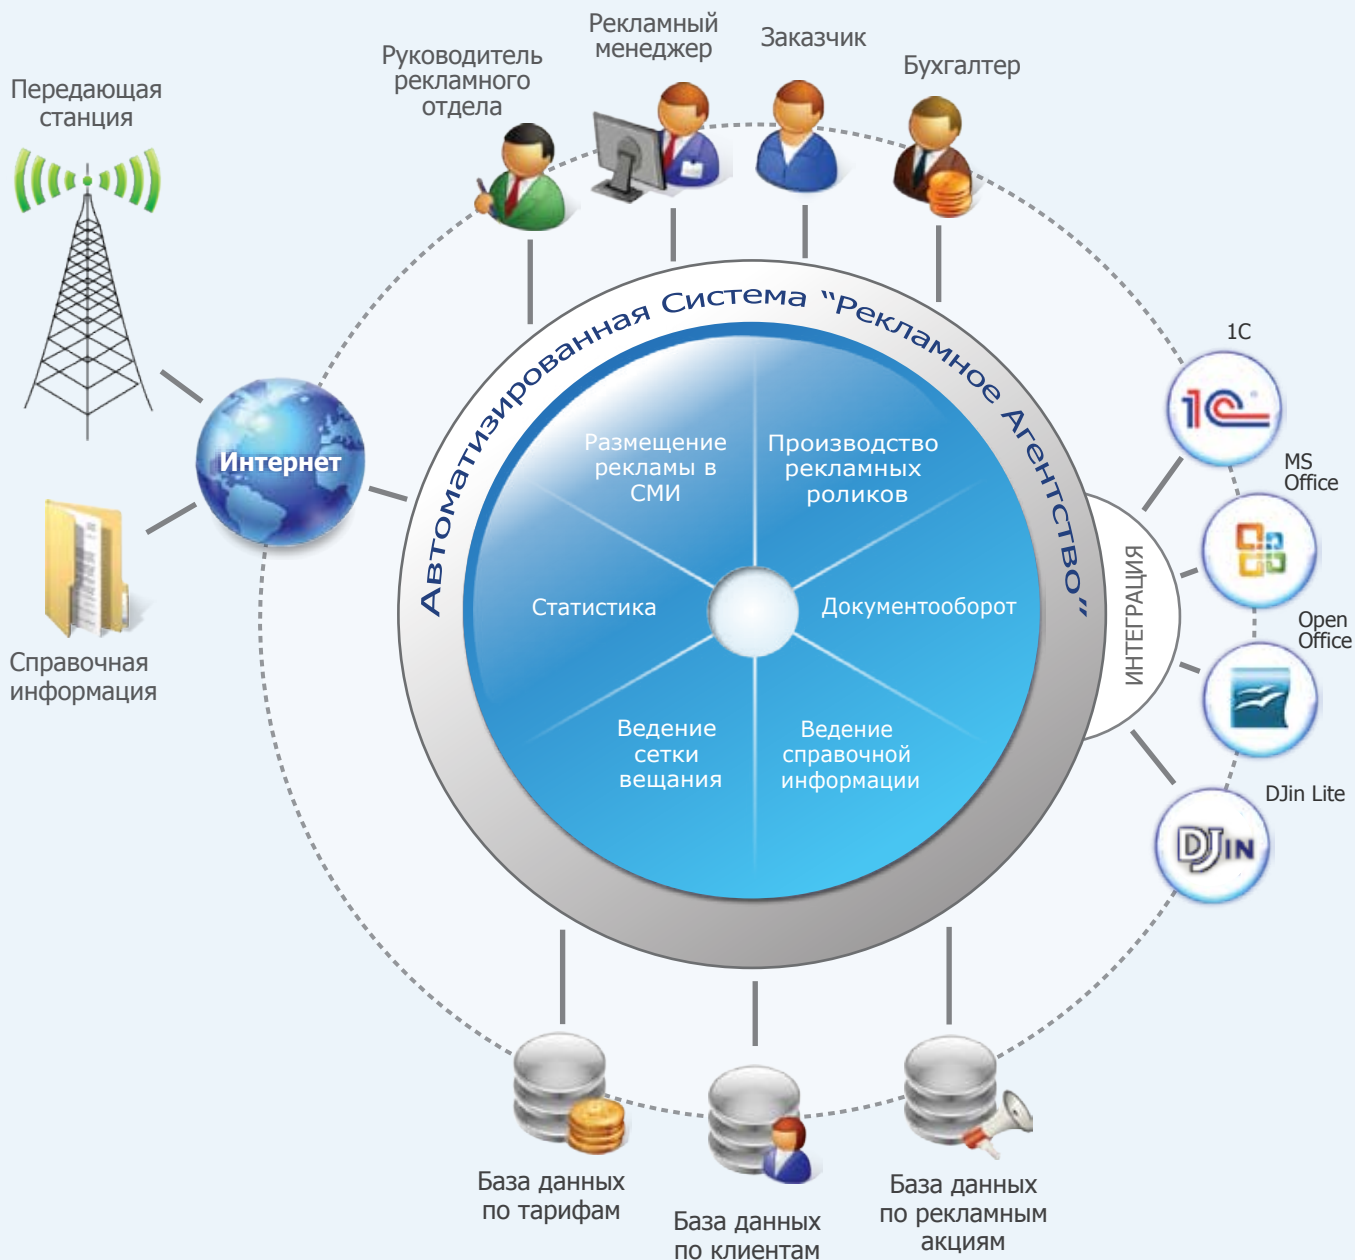 Рекламный
менеджер
Заказчик
Руководитель
рекламного
отдела
Бухгалтер
Передающая
станция
Интернет
Справочная
информация
Автоматизированная Система “Рекламное Агентство”
Размещение
рекламы в
СМИ
Производство
рекламных
роликов
Статистика
Документооборот
Ведение
сетки
вещания
Ведение
справочной
информации
ИНТЕГРАЦИЯ
1С
1С
MS
Office
Open
Office
DJin Lite
DJIN
База данных
по тарифам
База данных
по клиентам
База данных
по рекламным
акциям